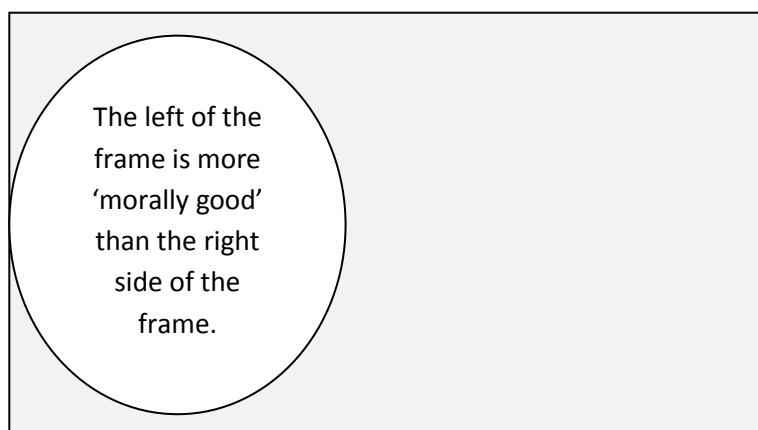 The left of the
frame is more
‘morally good’
than the right
side of the
frame.